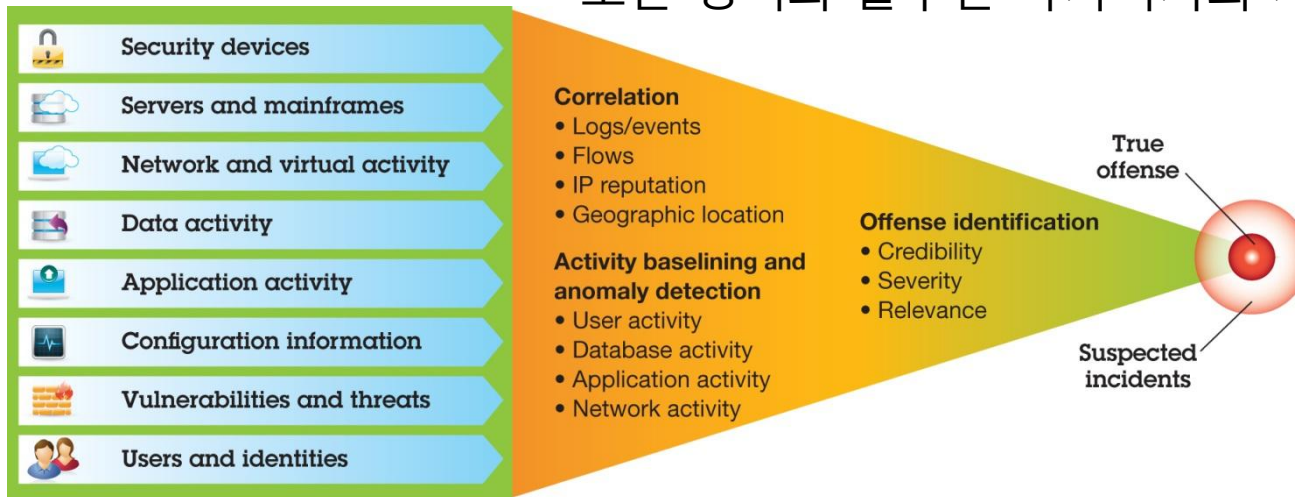 Security devices
Servers and mainframes
Network and virtual activity
Data activity
Application activity
Configuration information
Vulnerabilities and threats
Users and identities
Correlation
• Logs/events
• Flows
• IP reputation
• Geographic location
Activity baselining and
anomaly detection
• User activity
• Database activity
• Application activity
• Network activity
Offense identification
• Credibility
• Severity
• Relevance
True
offense
Suspected
incidents